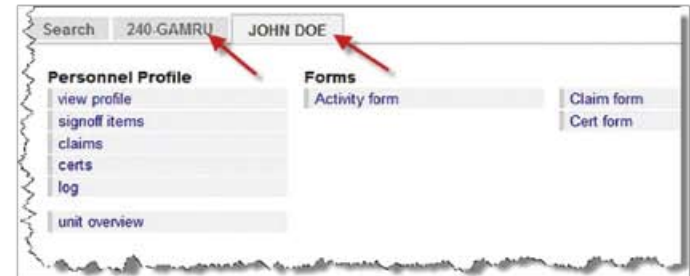 Search 240-GAMRU JOHN DOE
Personnel Profile
view profile
signoff items
claims
certs
log
unit overview
Forms
Activity form
Claim form
Cert form